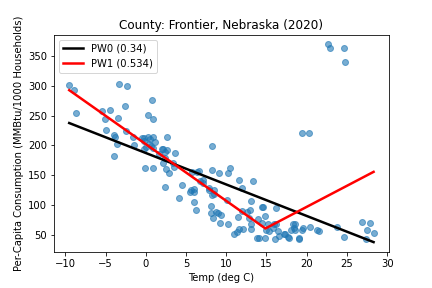 County: Frontier, Nebraska (2020)
PW0 (0.34)
PW1 (0.534)
Per-Capita Consumption (MMBtu/1000 Households)
350
300
250
200
150
100
50
−10 −5 0 5 10 15 20 25 30
Temp (deg C)